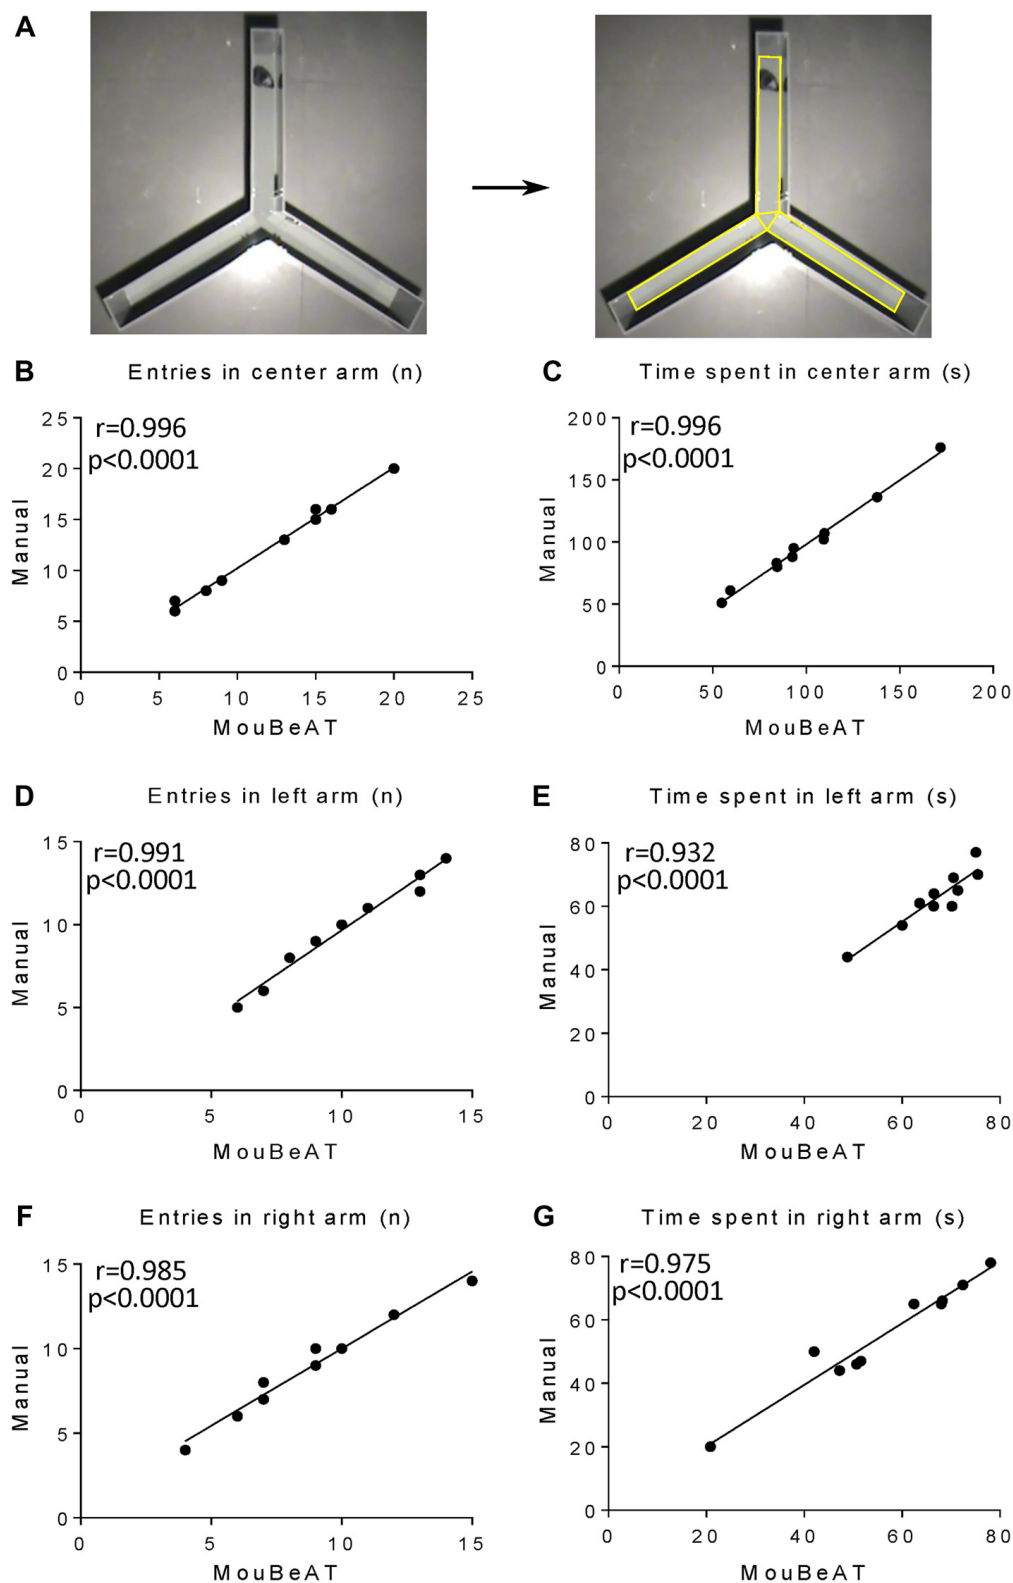 A
B
Entries in center arm (n)
r=0.996
p<0.0001
25
20
15
10
5
0
Manual
0 5 10 15 20 25
MouBeAT
C
Time spent in center arm (s)
r=0.996
p<0.0001
200
150
100
50
0
Manual
0 50 100 150 200
MouBeAT
D
Entries in left arm (n)
r=0.991
p<0.0001
15
10
5
0
Manual
0 5 10 15
MouBeAT
E
Time spent in left arm (s)
r=0.932
p<0.0001
80
60
40
20
0
Manual
0 20 40 60 80
MouBeAT
F
Entries in right arm (n)
r=0.985
p<0.0001
15
10
5
0
Manual
0 5 10 15
MouBeAT
G
Time spent in right arm (s)
r=0.975
p<0.0001
80
60
40
20
0
Manual
0 20 40 60 80
MouBeAT